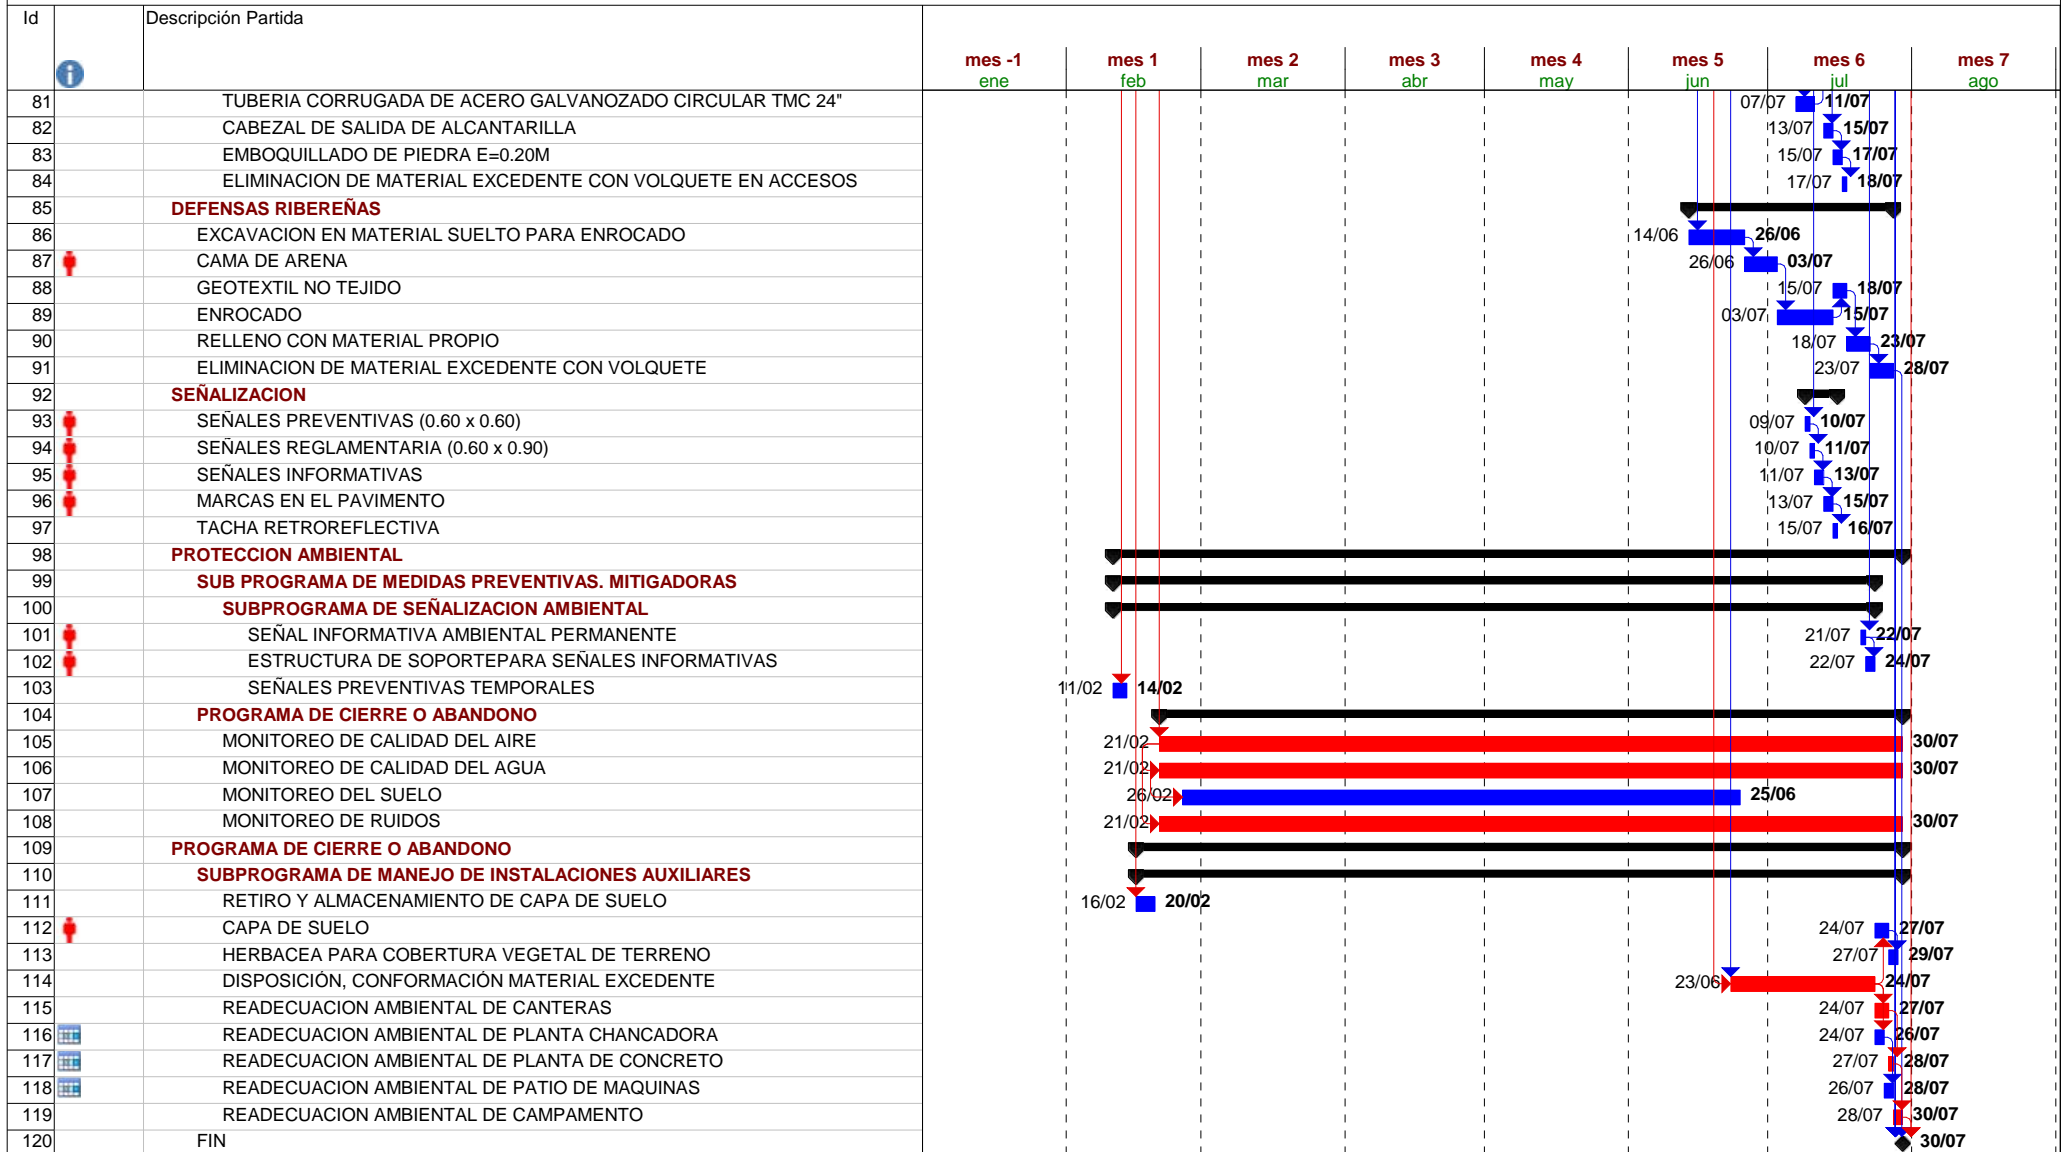 Id Descripción Partida
mes -1 mes 1 mes 2 mes 3 mes 4 mes 5 mes 6 mes 7
ene feb mar abr may jun jul ago
81 TUBERIA CORRUGADA DE ACERO GALVANOZADO CIRCULAR TMC 24" 07/07 11/07
82 CABEZAL DE SALIDA DE ALCANTARILLA 13/07 15/07
83 EMBOQUILLADO DE PIEDRA E=0.20M 15/07 17/07
84 ELIMINACION DE MATERIAL EXCEDENTE CON VOLQUETE EN ACCESOS 17/07 18/07
85 DEFENSAS RIBEREÑAS
86 EXCAVACION EN MATERIAL SUELTO PARA ENROCADO 14/06 26/06
87 CAMA DE ARENA 26/06 03/07
88 GEOTEXTIL NO TEJIDO 15/07 18/07
89 ENROCADO 03/07 15/07
90 RELLENO CON MATERIAL PROPIO 18/07 23/07
91 ELIMINACION DE MATERIAL EXCEDENTE CON VOLQUETE 23/07 28/07
92 SEÑALIZACION
93 SEÑALES PREVENTIVAS (0.60 x 0.60) 09/07 10/07
94 SEÑALES REGLAMENTARIA (0.60 x 0.90) 10/07 11/07
95 SEÑALES INFORMATIVAS 11/07 13/07
96 MARCAS EN EL PAVIMENTO 13/07 15/07
97 TACHA RETROREFLECTIVA 15/07 16/07
98 PROTECCION AMBIENTAL
99 SUB PROGRAMA DE MEDIDAS PREVENTIVAS. MITIGADORAS
100 SUBPROGRAMA DE SEÑALIZACION AMBIENTAL
101 SEÑAL INFORMATIVA AMBIENTAL PERMANENTE 21/07 22/07
102 ESTRUCTURA DE SOPORTEPARA SEÑALES INFORMATIVAS 22/07 24/07
103 SEÑALES PREVENTIVAS TEMPORALES 11/02 14/02
104 PROGRAMA DE CIERRE O ABANDONO
105 MONITOREO DE CALIDAD DEL AIRE 21/02 30/07
106 MONITOREO DE CALIDAD DEL AGUA 21/02 30/07
107 MONITOREO DEL SUELO 26/02 25/06
108 MONITOREO DE RUIDOS 21/02 30/07
109 PROGRAMA DE CIERRE O ABANDONO
110 SUBPROGRAMA DE MANEJO DE INSTALACIONES AUXILIARES
111 RETIRO Y ALMACENAMIENTO DE CAPA DE SUELO 16/02 20/02
112 CAPA DE SUELO 24/07 27/07
113 HERBACEA PARA COBERTURA VEGETAL DE TERRENO 27/07 29/07
114 DISPOSICIÓN, CONFORMACIÓN MATERIAL EXCEDENTE 23/06 24/07
115 READECUACION AMBIENTAL DE CANTERAS 24/07 27/07
116 READECUACION AMBIENTAL DE PLANTA CHANCADORA 24/07 26/07
117 READECUACION AMBIENTAL DE PLANTA DE CONCRETO 27/07 28/07
118 READECUACION AMBIENTAL DE PATIO DE MAQUINAS 26/07 28/07
119 READECUACION AMBIENTAL DE CAMPAMENTO 28/07 30/07
120 FIN 30/07